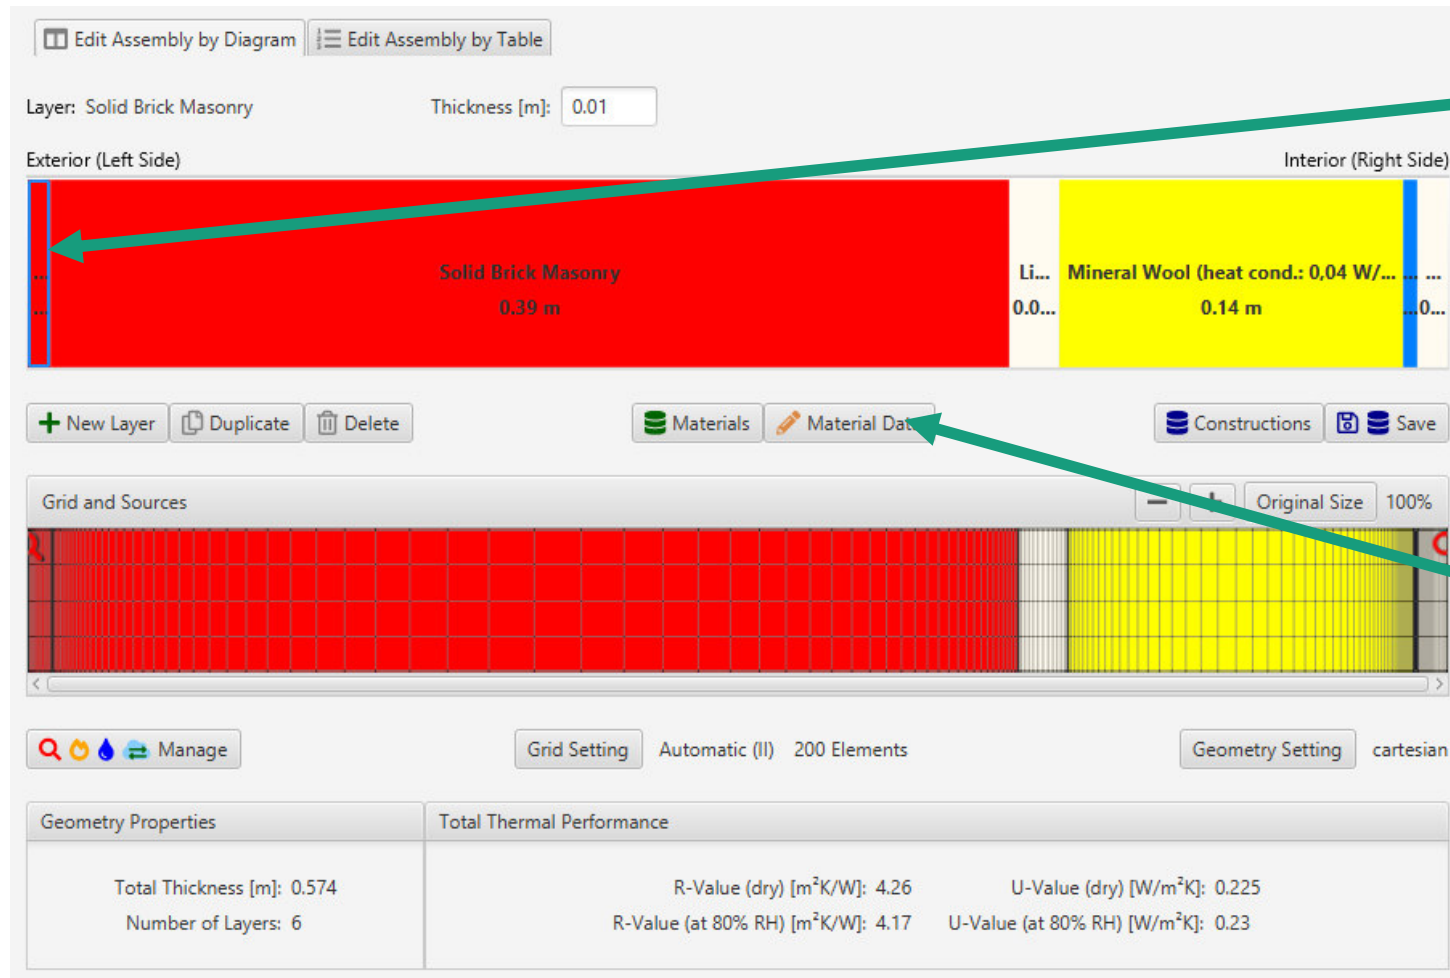 Edit Assembly by Diagram Edit Assembly by Table
Layer: Solid Brick Masonry Thickness [m]: 0.01
Exterior (Left Side) Interior (Right Side)
... Solid Brick Masonry Li... Mineral Wool (heat cond.: 0,04 W/... ... ...
... 0.39 m 0.0... 0.14 m ...0...
New Layer Duplicate Delete Materials Material Dat Constructions Save
Grid and Sources Original Size 100%
Manage Grid Setting Automatic (II) 200 Elements Geometry Setting cartesian
Geometry Properties Total Thermal Performance
Total Thickness [m]: 0.574 R-Value (dry) [m²K/W]: 4.26 U-Value (dry) [W/m²K]: 0.225
Number of Layers: 6 R-Value (at 80% RH) [m²K/W]: 4.17 U-Value (at 80% RH) [W/m²K]: 0.23